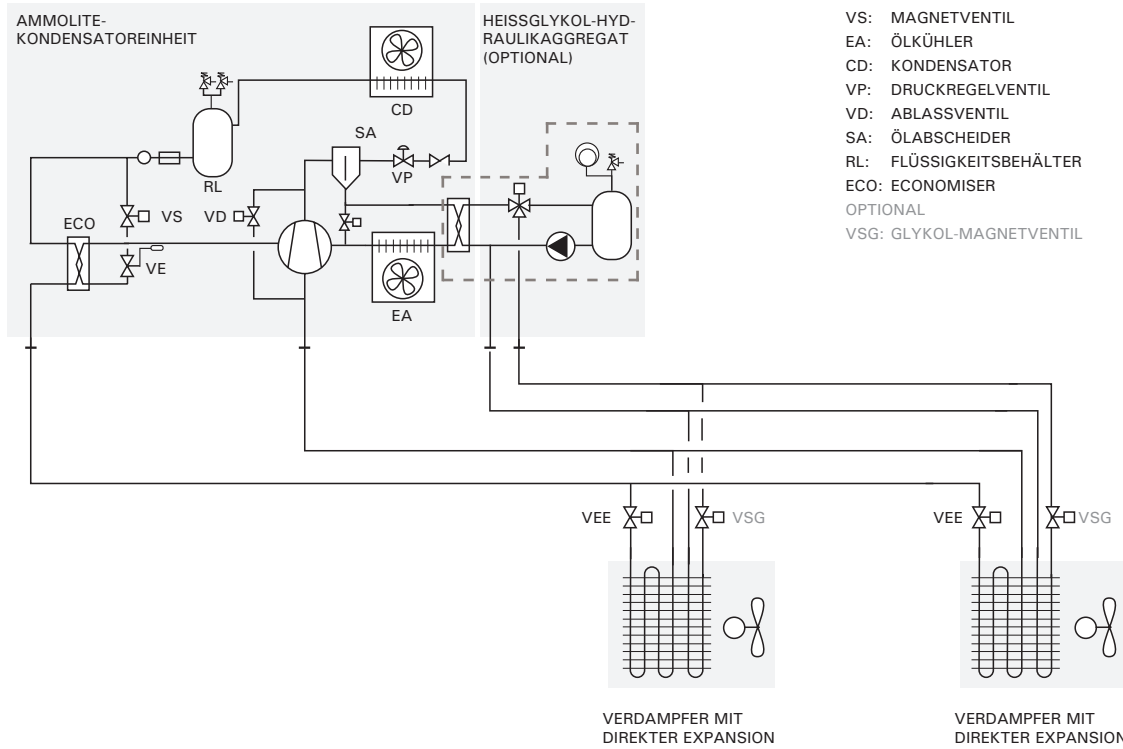 AMMOLITE-
KONDENSATOREINHEIT
HEISSGLYKOL-HYD-
RAULIKAGGREGAT
(OPTIONAL)
VS: MAGNETVENTIL
EA: ÖLKÜHLER
CD: KONDENSATOR
VP: DRUCKREGELVENTIL
VD: ABLASSVENTIL
SA: ÖLABSCHEIDER
RL: FLÜSSIGKEITSBEHÄLTER
ECO: ECONOMISER
OPTIONAL
VSG: GLYKOL-MAGNETVENTIL
CD
SA
VP
RL
ECO
VS
VD
VE
EA
VEE
VSG
VEE
VSG
VERDAMPFER MIT
DIREKTER EXPANSION
VERDAMPFER MIT
DIREKTER EXPANSION